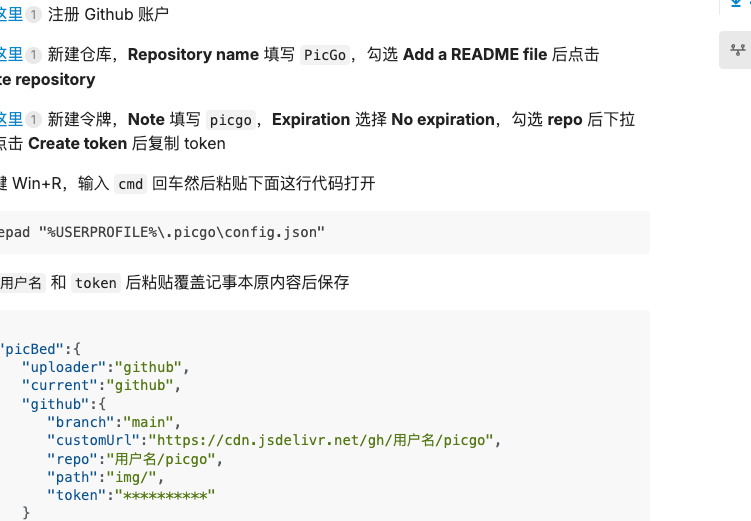 这里 1 注册 Github 账户
这里 1 新建仓库，Repository name 填写 PicGo，勾选 Add a README file 后点击
te repository
这里 1 新建令牌，Note 填写 picgo，Expiration 选择 No expiration，勾选 repo 后下拉
点击 Create token 后复制 token
键 Win+R，输入 cmd 回车然后粘贴下面这行代码打开
epad "%USERPROFILE%\.picgo\config.json"
用户名 和 token 后粘贴覆盖记事本原内容后保存
"picBed":{
"uploader":"github",
"current":"github",
"github":{
"branch":"main",
"customUrl":"https://cdn.jsdelivr.net/gh/用户名/picgo",
"repo":"用户名/picgo",
"path":"img/",
"token":"**********"
}